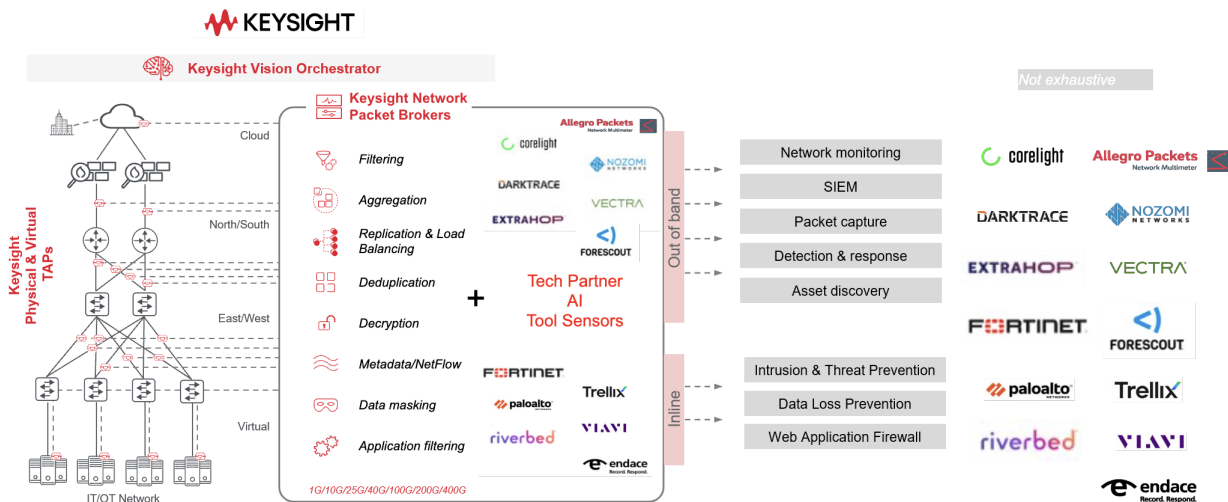 KEYSIGHT
Keysight Vision Orchestrator
Not exhaustive
Keysight Network
Packet Brokers
Cloud
North/South
East/West
Virtual
IT/OT Network
Keysight
Physical & Virtual
TAPs
Filtering
Aggregation
Replication & Load
Balancing
Deduplication
Decryption
Metadata/NetFlow
Data masking
Application filtering
1G/10G/25G/40G/100G/200G/400G
+
Allegro Packets
Network Multimeter
corelight
NOZOMI
NETWORKS
DARKTRACE
VECTRA
EXTRAHOP
FORESCOUT
Tech Partner
AI
Tool Sensors
FORTINET
Trellix
paloalto
NETWORKS
riverbed
VIAVI
endace
Record. Respond.
Out of band
Inline
Network monitoring
SIEM
Packet capture
Detection & response
Asset discovery
Intrusion & Threat Prevention
Data Loss Prevention
Web Application Firewall
corelight
Allegro Packets
Network Multimeter
DARKTRACE
NOZOMI
NETWORKS
EXTRAHOP
VECTRA
FORTINET
FORESCOUT
paloalto
NETWORKS
Trellix
riverbed
VIAVI
endace
Record. Respond.